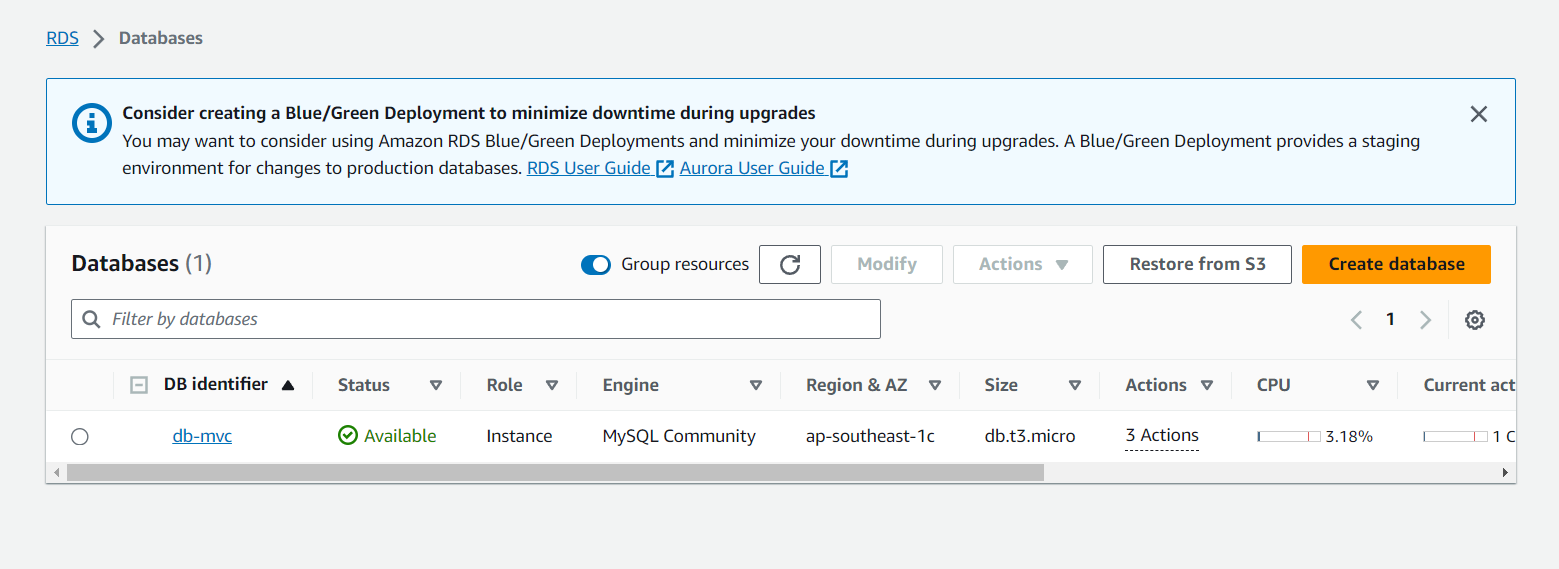 RDS Databases
Consider creating a Blue/Green Deployment to minimize downtime during upgrades
You may want to consider using Amazon RDS Blue/Green Deployments and minimize your downtime during upgrades. A Blue/Green Deployment provides a staging
environment for changes to production databases. RDS User Guide Aurora User Guide
Databases (1) Group resources Modify Actions Restore from S3 Create database
Filter by databases 1
DB identifier Status Role Engine Region & AZ Size Actions CPU Current act
db-mvc Available Instance MySQL Community ap-southeast-1c db.t3.micro 3 Actions 3.18% 1 C